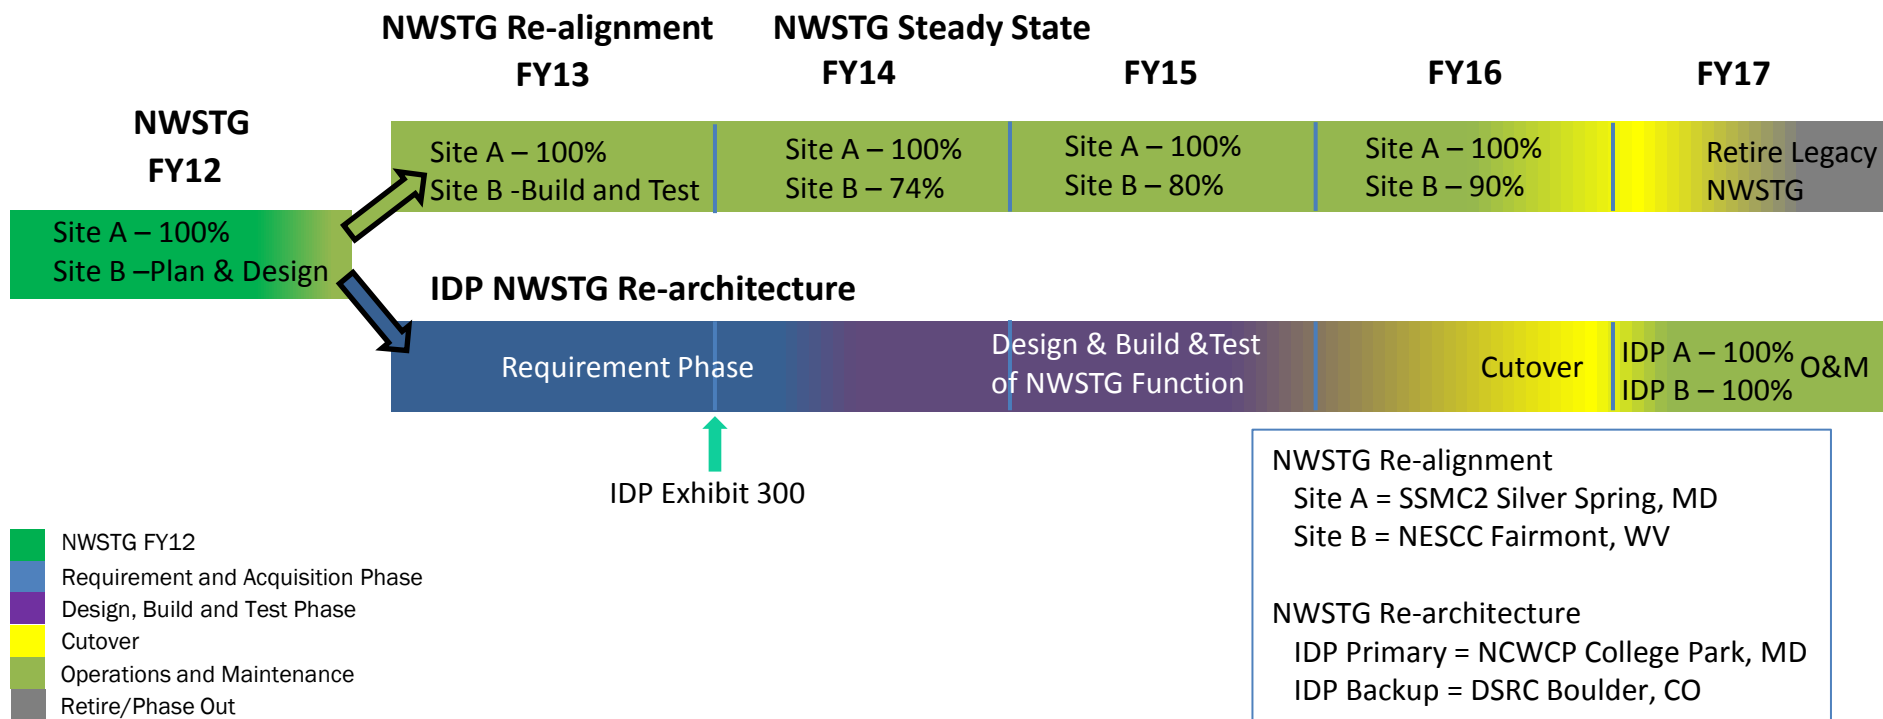 NWSTG Re-alignment
NWSTG Steady State
FY13
FY14
FY15
FY16
FY17
NWSTG
FY12
Site A – 100%
Site B –Plan & Design
Site A – 100%
Site B -Build and Test
Site A – 100%
Site B – 74%
Site A – 100%
Site B – 80%
Site A – 100%
Site B – 90%
Retire Legacy
NWSTG
IDP NWSTG Re-architecture
Requirement Phase
Design & Build &Test
of NWSTG Function
Cutover
IDP A – 100%
IDP B – 100%
O&M
IDP Exhibit 300
NWSTG FY12
Requirement and Acquisition Phase
Design, Build and Test Phase
Cutover
Operations and Maintenance
Retire/Phase Out
NWSTG Re-alignment
Site A = SSMC2 Silver Spring, MD
Site B = NESCC Fairmont, WV
NWSTG Re-architecture
IDP Primary = NCWCP College Park, MD
IDP Backup = DSRC Boulder, CO